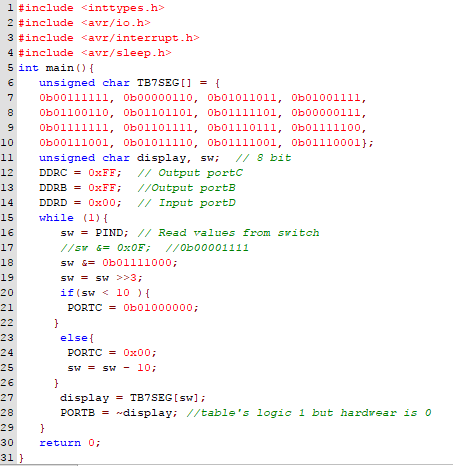 1 #include <inttypes.h>
2 #include <avr/io.h>
3 #include <avr/interrupt.h>
4 #include <avr/sleep.h>
5 int main(){
6 unsigned char TB7SEG[] = {
7 0b00111111, 0b00000110, 0b01011011, 0b01001111,
8 0b01100110, 0b01101101, 0b01111101, 0b00000111,
9 0b01111111, 0b01101111, 0b01110111, 0b01111100,
10 0b00111001, 0b01011110, 0b01111001, 0b01110001};
11 unsigned char display, sw; // 8 bit
12 DDRC = 0xFF; // Output portC
13 DDRB = 0xFF; //Output portB
14 DDRD = 0x00; // Input portD
15 while (1){
16 sw = PIND; // Read values from switch
17 //sw &= 0x0F; //0b00001111
18 sw &= 0b01111000;
19 sw = sw >>3;
20 if(sw < 10 ){
21 PORTC = 0b01000000;
22 }
23 else{
24 PORTC = 0x00;
25 sw = sw - 10;
26 }
27 display = TB7SEG[sw];
28 PORTB = ~display; //table's logic 1 but hardwear is 0
29 }
30 return 0;
31 }